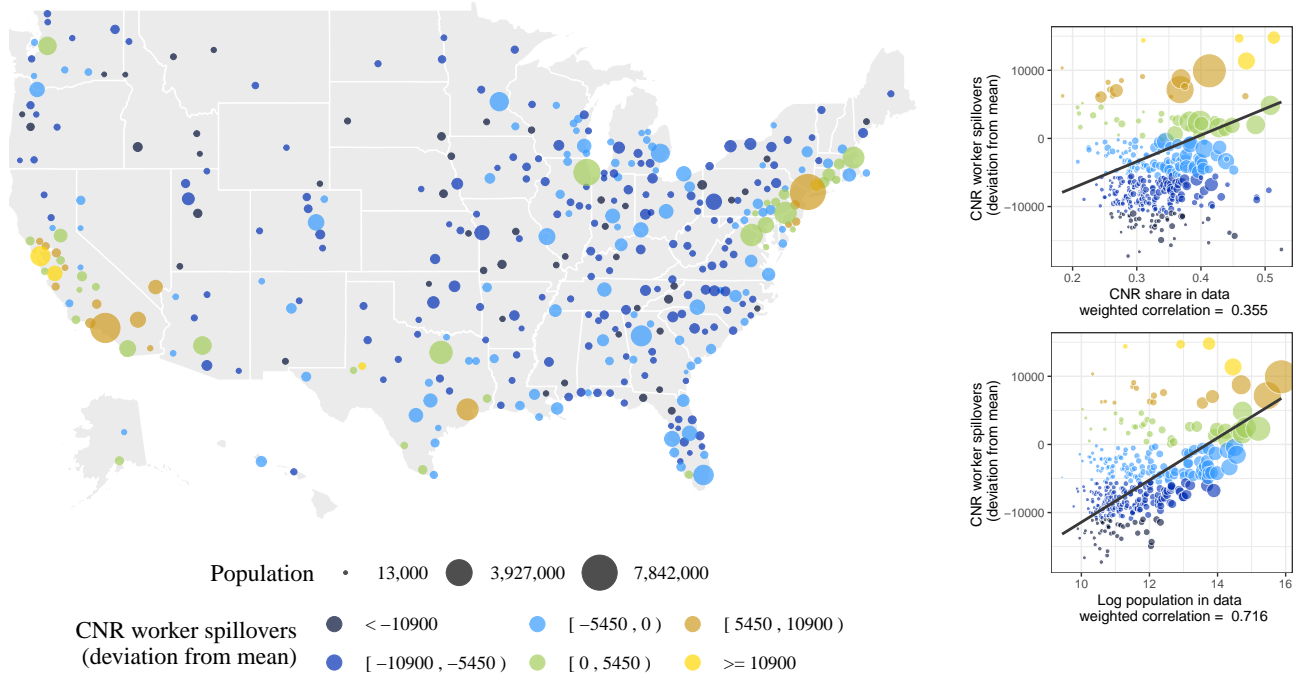 CNR worker spillovers
(deviation from mean)
10000
0
−10000
0.2 0.3 0.4 0.5
CNR share in data
weighted correlation = 0.355
CNR worker spillovers
(deviation from mean)
10000
0
−10000
10 12 14 16
Log population in data
weighted correlation = 0.716
Population 13,000 3,927,000 7,842,000
CNR worker spillovers
(deviation from mean)
< −10900 [ −5450 , 0 ) [ 5450 , 10900 )
[ −10900 , −5450 ) [ 0 , 5450 ) >= 10900